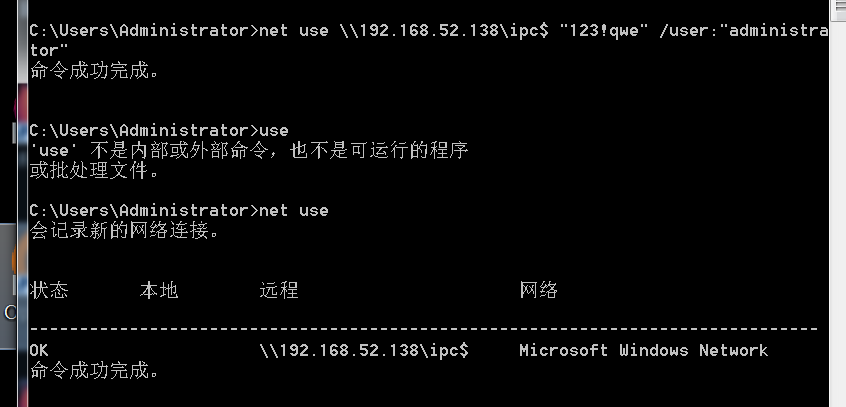 C:\Users\Administrator>net use \\192.168.52.138\ipc$ "123!qwe" /user:"administra
tor"
命令成功完成。
C:\Users\Administrator>use
'use' 不是内部或外部命令，也不是可运行的程序
或批处理文件。
C:\Users\Administrator>net use
会记录新的网络连接。
状态 本地 远程 网络
-------------------------------------------------------------------------------
OK \\192.168.52.138\ipc$ Microsoft Windows Network
命令成功完成。